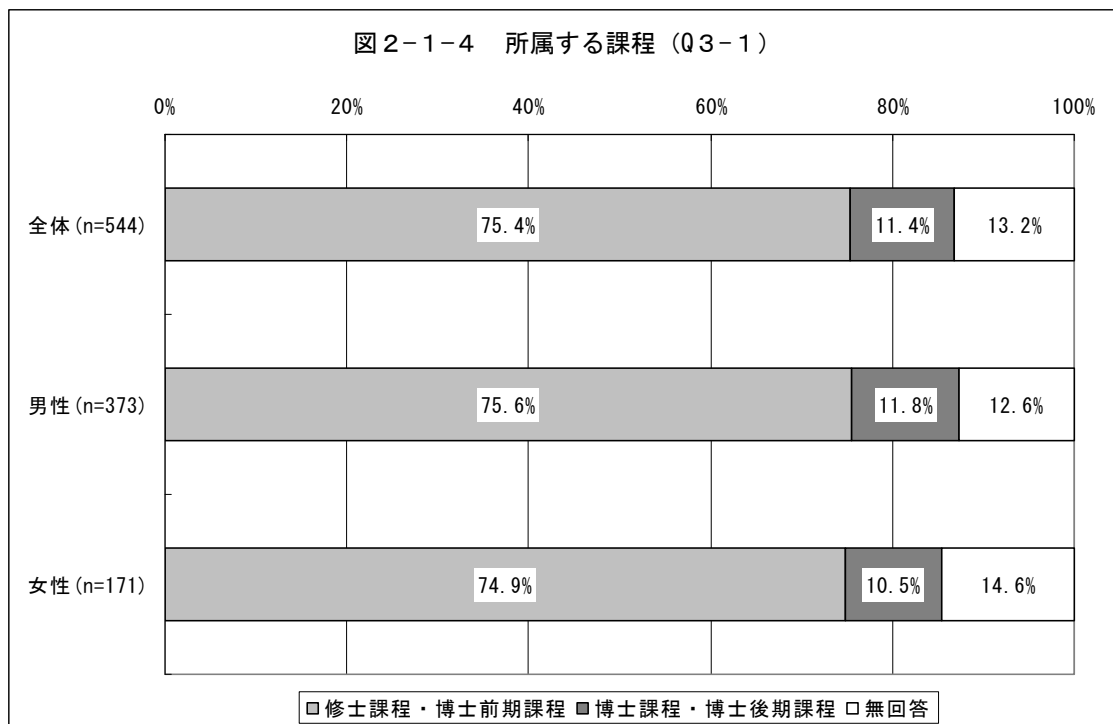 図2-1-4 所属する課程(Q3-1)
0% 20% 40% 60% 80% 100%
全体(n=544) 75.4% 11.4% 13.2%
男性(n=373) 75.6% 11.8% 12.6%
女性(n=171) 74.9% 10.5% 14.6%
修士課程・博士前期課程 博士課程・博士後期課程 無回答